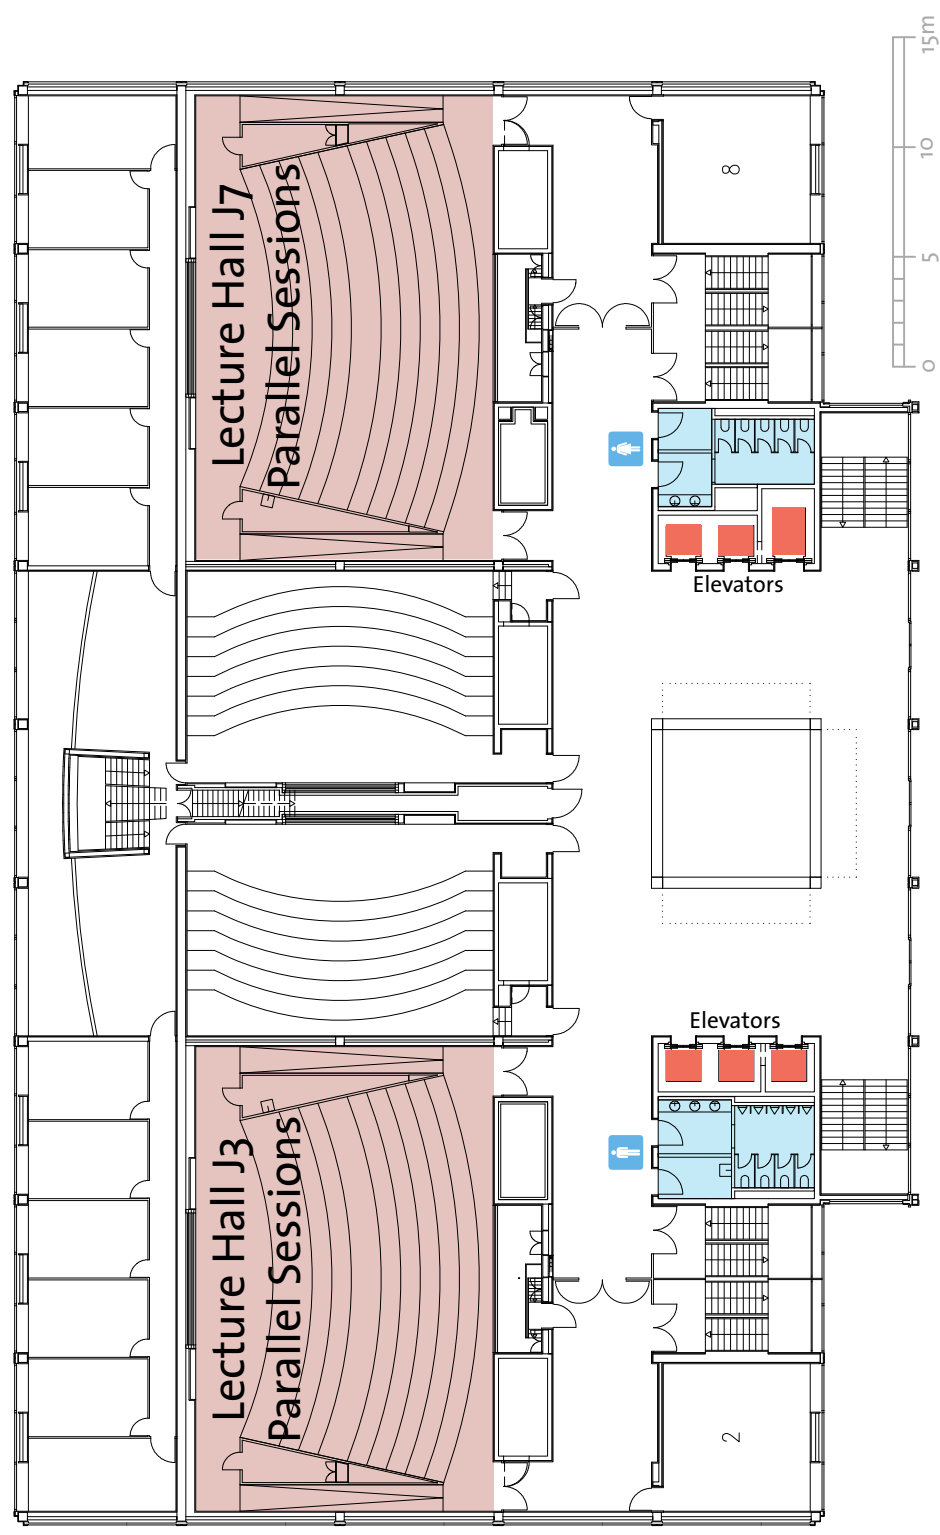 Lecture Hall J7
Parallel Sessions
8
15m
10
5
0
Elevators
Elevators
Lecture Hall J3
Parallel Sessions
2